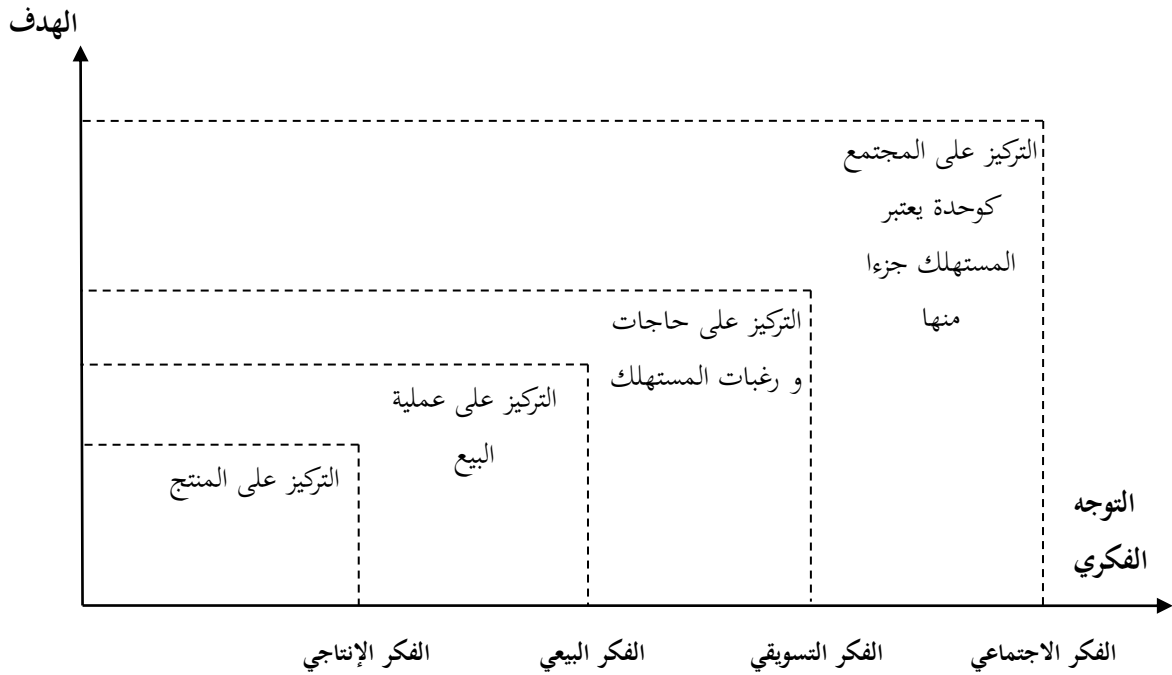 الهدف
التركيز على المجتمع
كوحدة يعتبر
المستهلك جزءا
منها
التركيز على حاجات
و رغبات المستهلك
التركيز على عملية
البيع
التركيز على المنتج
التوجه
الفكري
الفكر الاجتماعي
الفكر التسويقي
الفكر البيعي
الفكر الإنتاجي